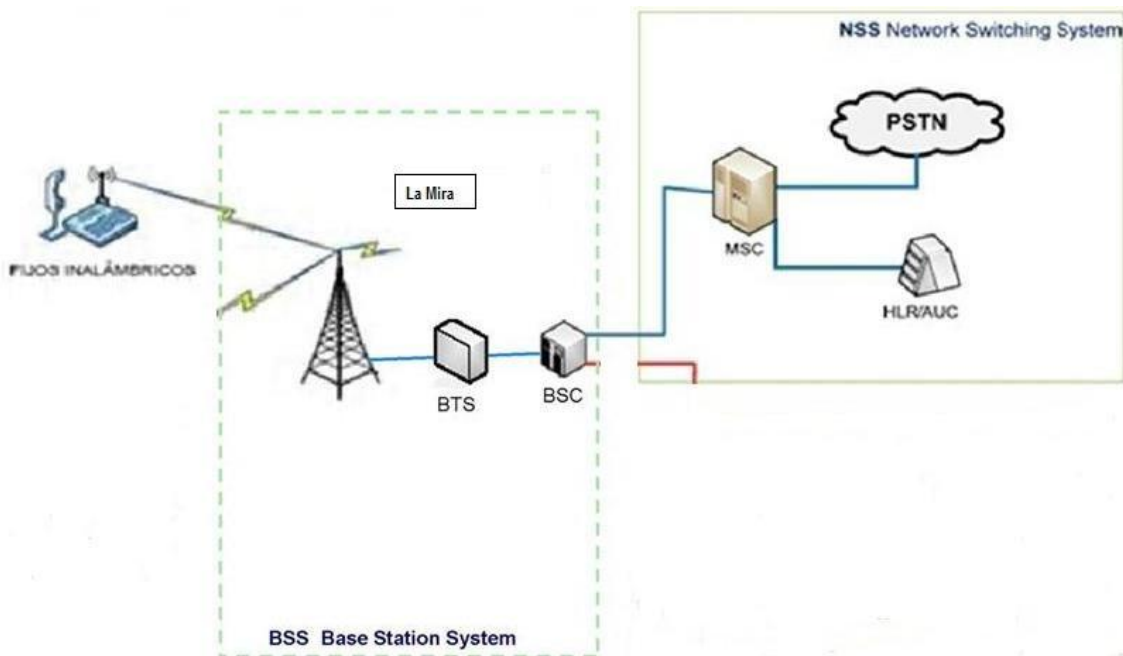 NSS Network Switching System
PSTN
La Mira
MSC
FIJOS INALÁMBRICOS
HLR/AUC
BTS
BSC
BSS Base Station System